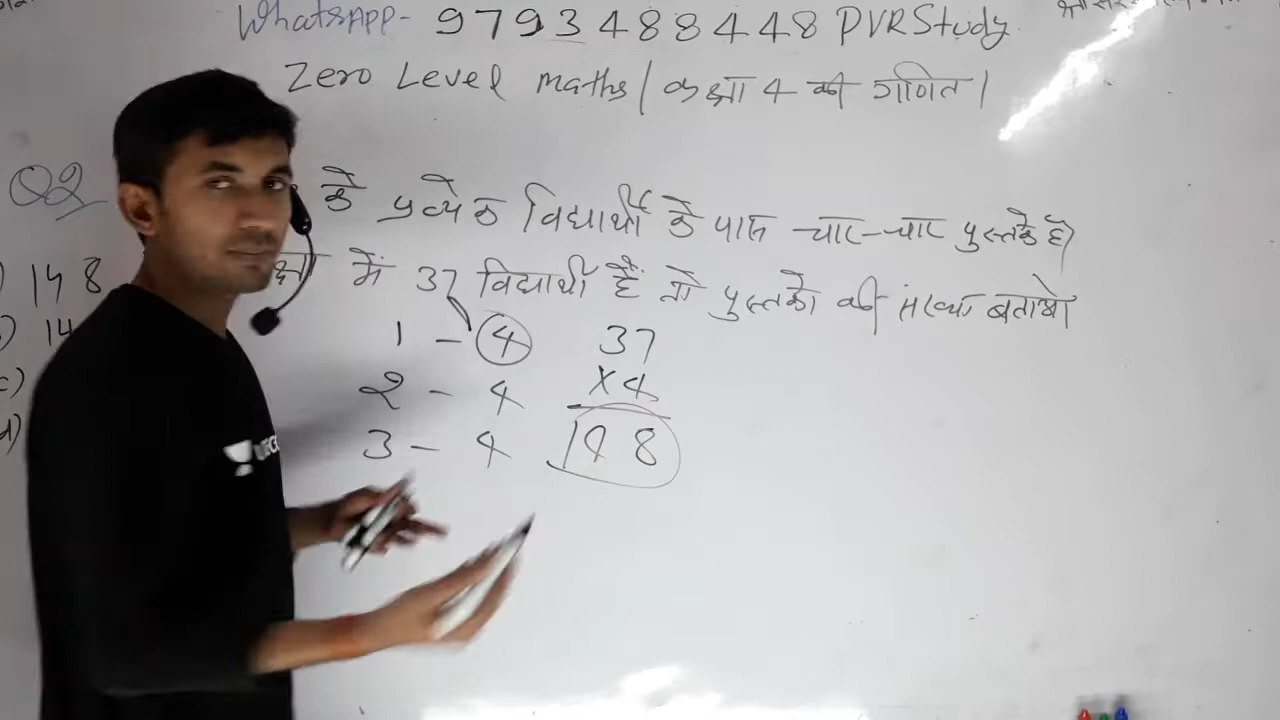 WhatsAPP- 9793488448 PVRStudy
Zero Level maths / कक्षा 4 की गणित /
Q2 के प्रत्येक विद्यार्थी के पास चार-चार पुस्तके है
148 में 37 विद्यार्थी हैं तो पुस्तको की संख्या बताओ
1 - 4 37
14
2 - 4 x4
3 - 4 148